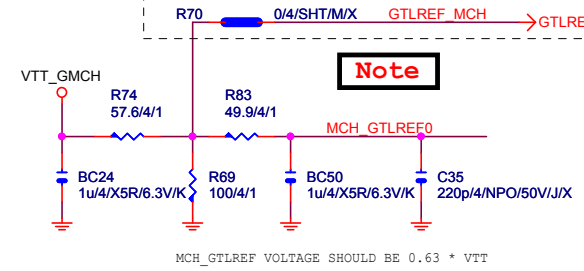 R70 0/4/SHT/M/X GTLREF_MCH GTLRE
Note
VTT_GMCH
R74 R83
57.6/4/1 49.9/4/1
MCH_GTLREF0
BC24 R69 BC50 C35
1u/4/X5R/6.3V/K 100/4/1 1u/4/X5R/6.3V/K 220p/4/NPO/50V/J/X
MCH_GTLREF VOLTAGE SHOULD BE 0.63 * VTT